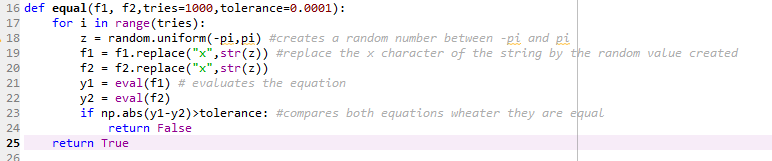 16 def equal(f1, f2,tries=1000,tolerance=0.0001):
17     for i in range(tries):
18         z = random.uniform(-pi,pi) #creates a random number between -pi and pi
19         f1 = f1.replace("x",str(z)) #replace the x character of the string by the random value created
20         f2 = f2.replace("x",str(z))
21         y1 = eval(f1) # evaluates the equation
22         y2 = eval(f2)
23         if np.abs(y1-y2)>tolerance: #compares both equations wheater they are equal
24             return False
25     return True
26